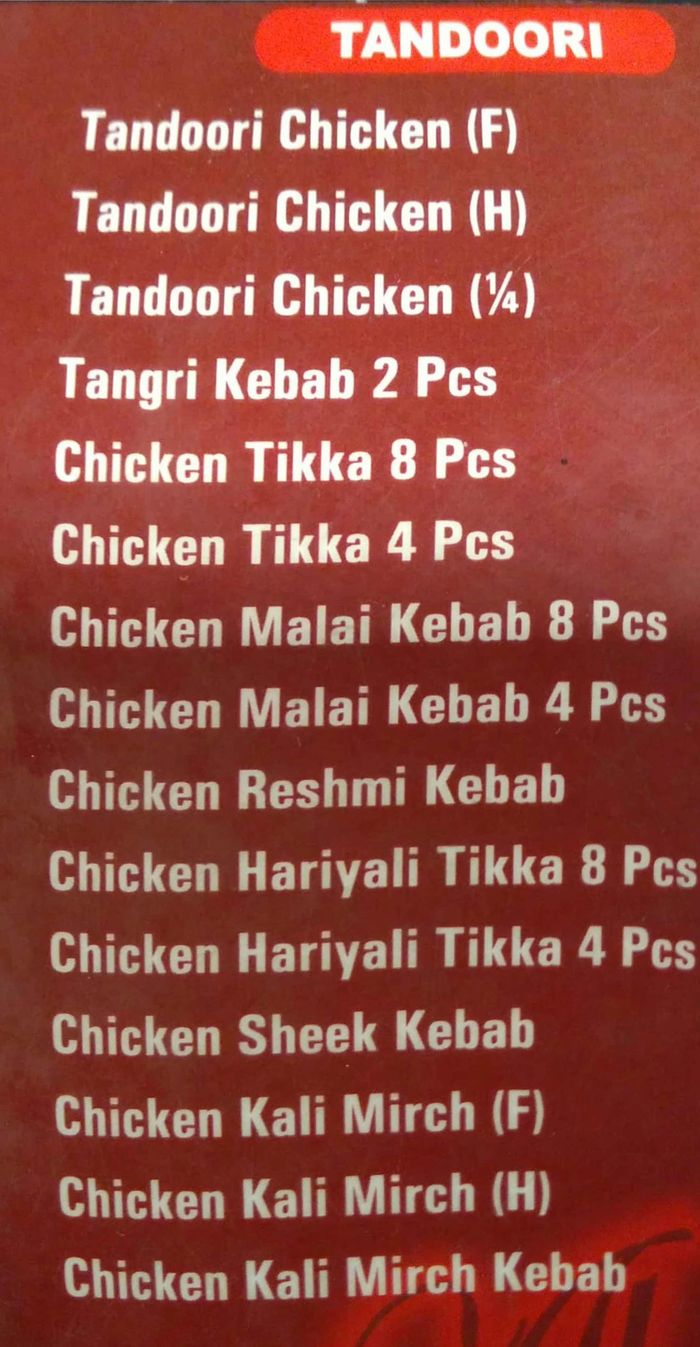 TANDOORI
Tandoori Chicken (F)
Tandoori Chicken (H)
Tandoori Chicken (¼)
Tangri Kebab 2 Pcs
Chicken Tikka 8 Pcs
Chicken Tikka 4 Pcs
Chicken Malai Kebab 8 Pcs
Chicken Malai Kebab 4 Pcs
Chicken Reshmi Kebab
Chicken Hariyali Tikka 8 Pcs
Chicken Hariyali Tikka 4 Pcs
Chicken Sheek Kebab
Chicken Kali Mirch (F)
Chicken Kali Mirch (H)
Chicken Kali Mirch Kebab